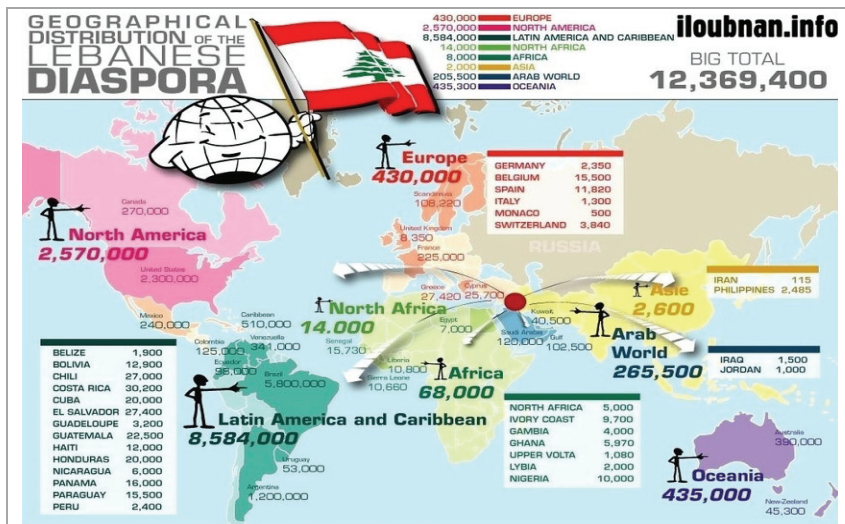 GEOGRAPHICAL
DISTRIBUTION OF THE
LEBANESE
DIASPORA
430,000 EUROPE
2,570,000 NORTH AMERICA
8,584,000 LATIN AMERICA AND CARIBBEAN
14,000 NORTH AFRICA
8,000 AFRICA
2,000 ASIA
205,500 ARAB WORLD
435,300 OCEANIA
iloubnan.info
BIG TOTAL
12,369,400
Canada
270,000
North America
2,570,000
United States
2.300,000
Mexico
240,000
Caribbean
510,000
Europe
430,000
Scandinavia
108,220
United Kingdom
8,350
France
225,000
Greece
27,420
Cyprus
25,700
GERMANY 2,350
BELGIUM 15,500
SPAIN 11,820
ITALY 1,300
MONACO 500
SWITZERLAND 3,840
RUSSIA
North Africa
14.000
Egypt
7,000
Senegal
15,730
Liberia
10,800
Sierra Leone
10,660
Africa
68,000
Kuwait
40,500
Saudi Arabia
120,000
Gulf
102,500
Asie
2,600
IRAN 115
PHILIPPINES 2,485
Arab
World
265,500
IRAQ 1,500
JORDAN 1,000
Colombia
125,000
Venezuela
341,000
Ecuador
Brazil
5,800,000
Latin America and Caribbean
8,584,000
Uruguay
53,000
Argentina
1,200,000
BELIZE 1,900
BOLIVIA 12,900
CHILI 27,000
COSTA RICA 30,200
CUBA 20,000
EL SALVADOR 27,400
GUADELOUPE 3,200
GUATEMALA 22,500
HAITI 12,000
HONDURAS 20,000
NICARAGUA 6,000
PANAMA 16,000
PARAGUAY 15,500
PERU 2,400
NORTH AFRICA 5,000
IVORY COAST 9,700
GAMBIA 4,000
GHANA 5,970
UPPER VOLTA 1,080
LYBIA 2,000
NIGERIA 10,000
Australia
390,000
Oceania
435,000
New-Zeeland
45,300